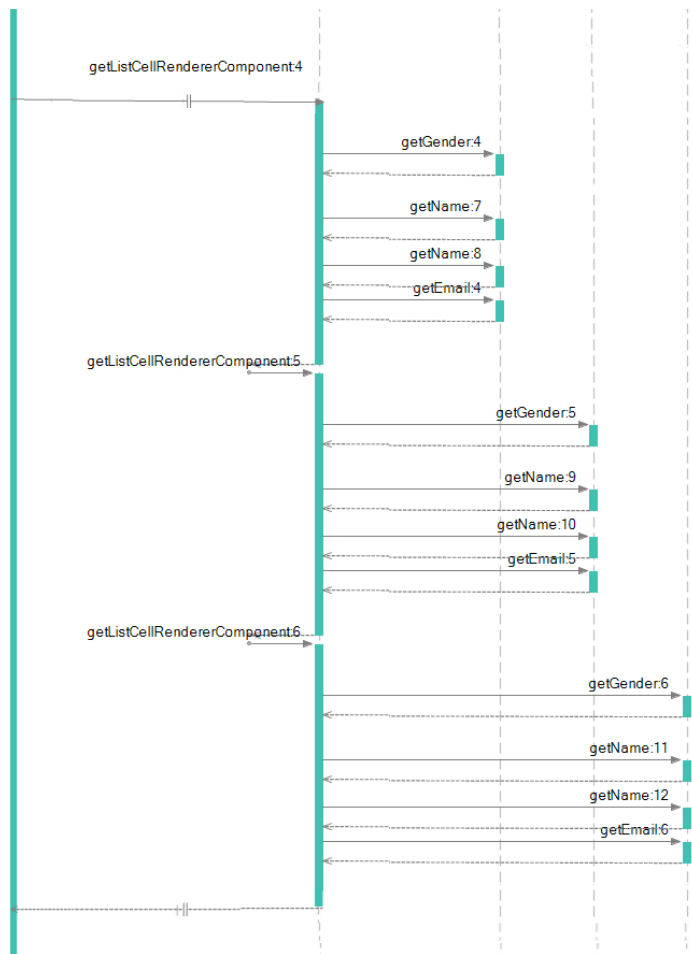 getListCellRendererComponent:4
getGender:4
getName:7
getName:8
getEmail:4
getListCellRendererComponent:5
getGender:5
getName:9
getName:10
getEmail:5
getListCellRendererComponent:6
getGender:6
getName:11
getName:12
getEmail:6